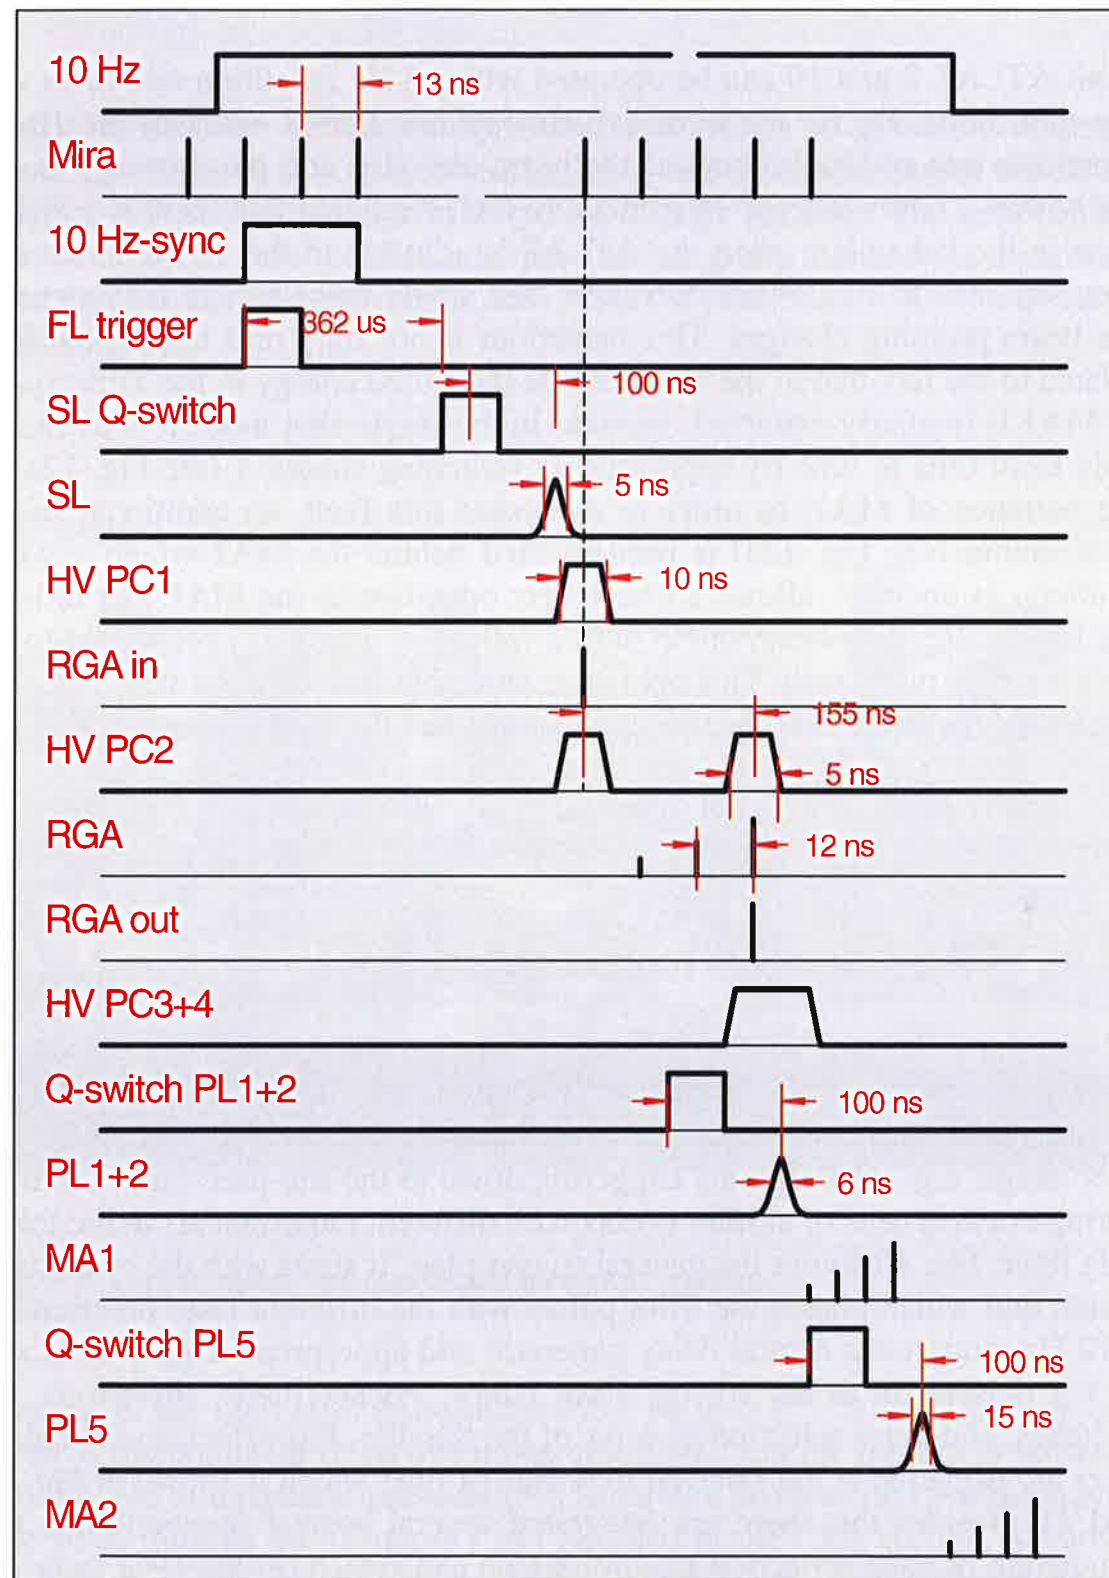 10 Hz
13 ns
Mira
10 Hz-sync
FL trigger
362 us
100 ns
SL Q-switch
SL
5 ns
HV PC1
10 ns
RGA in
155 ns
HV PC2
5 ns
RGA
12 ns
RGA out
HV PC3+4
Q-switch PL1+2
100 ns
PL1+2
6 ns
MA1
Q-switch PL5
100 ns
PL5
15 ns
MA2